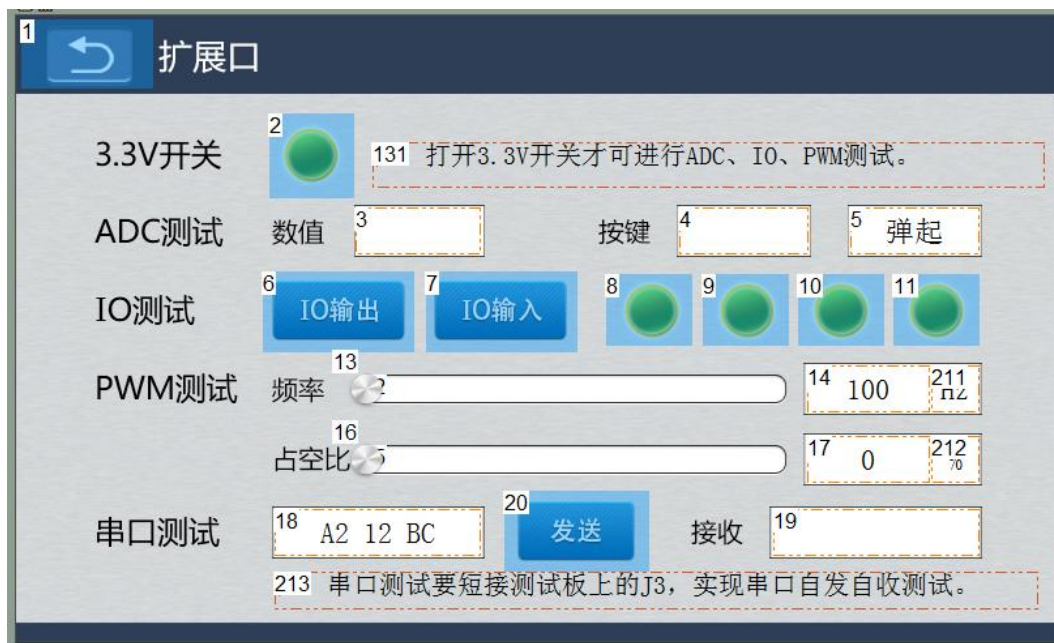 1 扩展口
3.3V开关 2 131 打开3.3V开关才可进行ADC、IO、PWM测试。
ADC测试 数值 3 按键 4 5 弹起
IO测试 6 IO输出 7 IO输入 8 9 10 11
PWM测试 频率 13 14 100 211 HZ
占空比 16 17 0 212
串口测试 18 A2 12 BC 20 发送 接收 19
213 串口测试要短接测试板上的J3，实现串口自发自收测试。